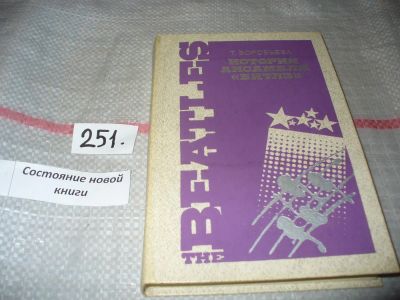 Т. ВОРОБЬЕВА
ИСТОРИЯ
АНСАМБЛЯ
«БИТЛЗ»
THE BEATLES
251.
Состояние новой
книги